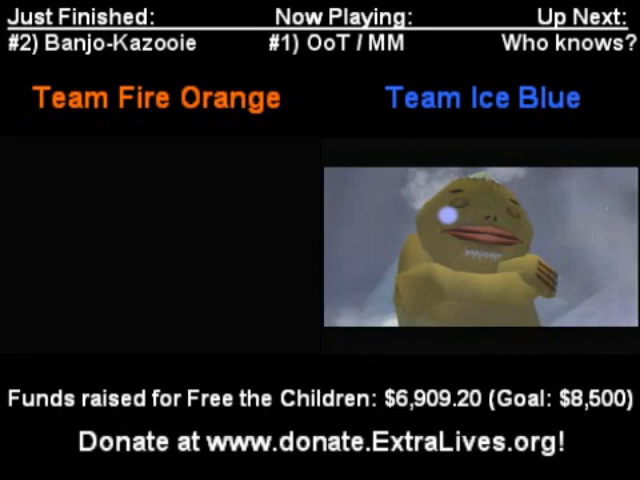 Just Finished: Now Playing: Up Next:
#2) Banjo-Kazooie #1) OoT / MM Who knows?
Team Fire Orange Team Ice Blue
Funds raised for Free the Children: $6,909.20 (Goal: $8,500)
Donate at www.donate.ExtraLives.org!